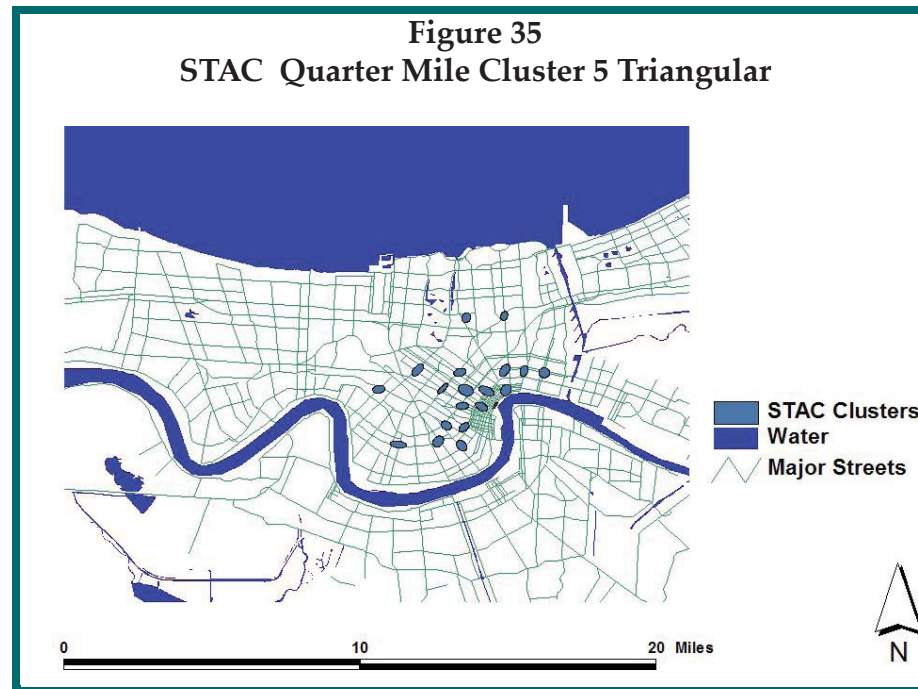 Figure 35
STAC Quarter Mile Cluster 5 Triangular
STAC Clusters
Water
Major Streets
0 10 20 Miles
N